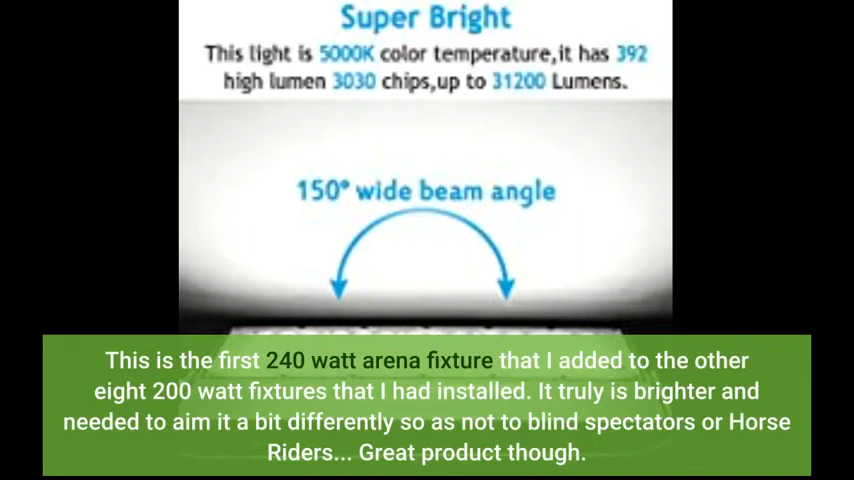 Super Bright
This light is 5000K color temperature,it has 392
high lumen 3030 chips,up to 31200 Lumens.
150° wide beam angle
This is the first 240 watt arena fixture that I added to the other
eight 200 watt fixtures that I had installed. It truly is brighter and
needed to aim it a bit differently so as not to blind spectators or Horse
Riders... Great product though.